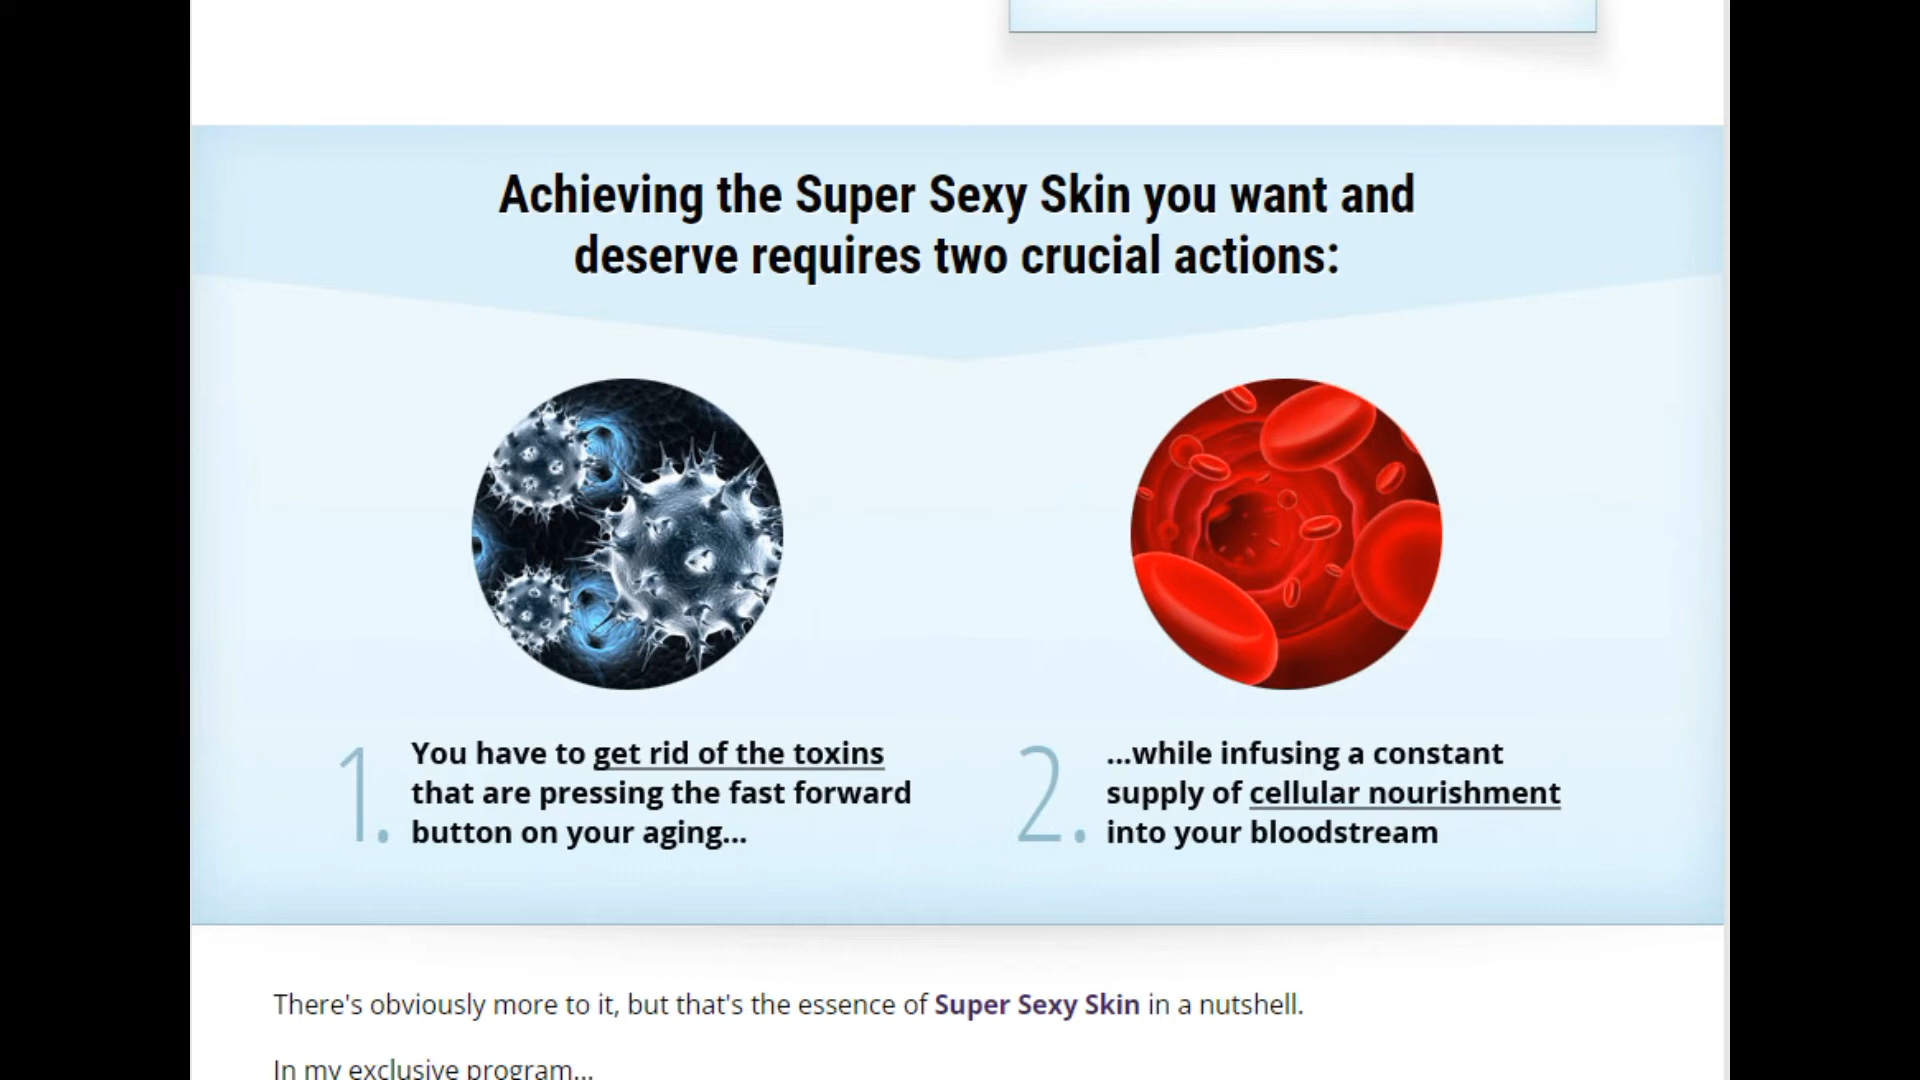 Achieving the Super Sexy Skin you want and
deserve requires two crucial actions:
1. You have to get rid of the toxins
that are pressing the fast forward
button on your aging...
2. ...while infusing a constant
supply of cellular nourishment
into your bloodstream
There's obviously more to it, but that's the essence of Super Sexy Skin in a nutshell.
In my exclusive program...